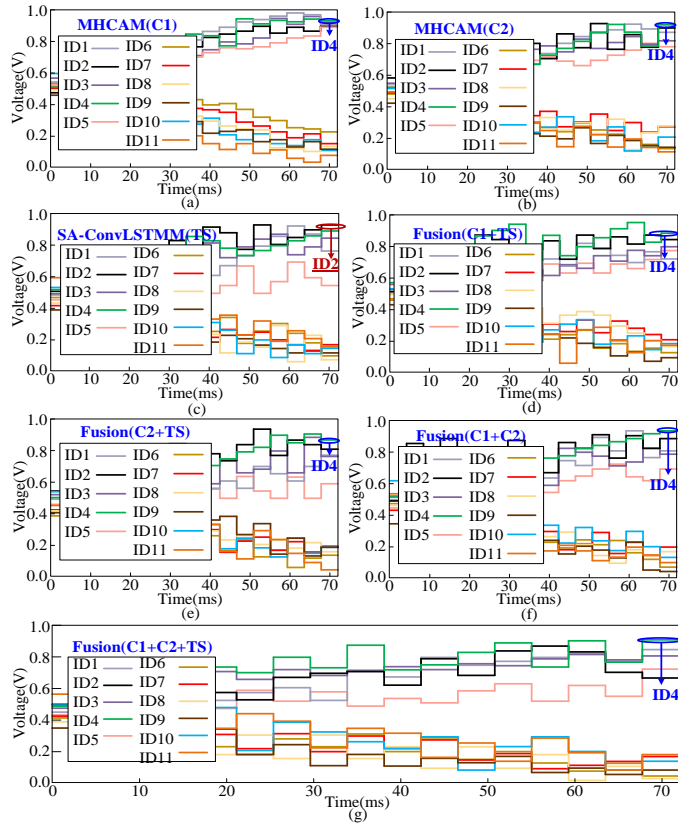 MHCAM(C1)
Voltage(V)
1.0
0.8
0.6
0.4
0.2
0.0
ID1 ID6
ID2 ID7
ID3 ID8
ID4 ID9
ID5 ID10
ID11
ID4
0 10 20 30 40 50 60 70
Time(ms)
(a)
MHCAM(C2)
Voltage(V)
1.0
0.8
0.6
0.4
0.2
0.0
ID1 ID6
ID2 ID7
ID3 ID8
ID4 ID9
ID5 ID10
ID11
ID4
0 10 20 30 40 50 60 70
Time(ms)
(b)
SA-ConvLSTMM(TS)
Voltage(V)
1.0
0.8
0.6
0.4
0.2
0.0
ID1 ID6
ID2 ID7
ID3 ID8
ID4 ID9
ID5 ID10
ID11
ID2
0 10 20 30 40 50 60 70
Time(ms)
(c)
Fusion(C1+TS)
Voltage(V)
1.0
0.8
0.6
0.4
0.2
0.0
ID1 ID6
ID2 ID7
ID3 ID8
ID4 ID9
ID5 ID10
ID11
ID4
0 10 20 30 40 50 60 70
Time(ms)
(d)
Fusion(C2+TS)
Voltage(V)
1.0
0.8
0.6
0.4
0.2
0.0
ID1 ID6
ID2 ID7
ID3 ID8
ID4 ID9
ID5 ID10
ID11
ID4
0 10 20 30 40 50 60 70
Time(ms)
(e)
Fusion(C1+C2)
Voltage(V)
1.0
0.8
0.6
0.4
0.2
0.0
ID1 ID6
ID2 ID7
ID3 ID8
ID4 ID9
ID5 ID10
ID11
ID4
0 10 20 30 40 50 60 70
Time(ms)
(f)
Fusion(C1+C2+TS)
Voltage(V)
1.0
0.8
0.6
0.4
0.2
0.0
ID1 ID6
ID2 ID7
ID3 ID8
ID4 ID9
ID5 ID10
ID11
ID4
0 10 20 30 40 50 60 70
Time(ms)
(g)